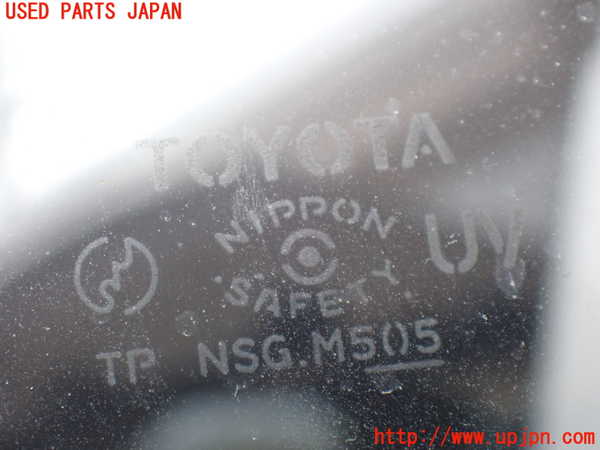 USED PARTS JAPAN
TOYOTA
NIPPON
UV
SAFETY
TP NSG.M505
http://www.upjpn.com/